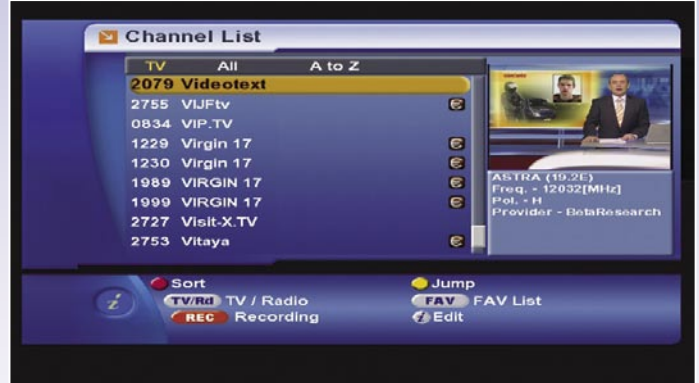 Channel List
TV All A to Z
2079 Videotext
2755 VIJFtv
0834 VIP.TV
1229 Virgin 17
1230 Virgin 17
1989 VIRGIN 17
1999 VIRGIN 17
2727 Visit-X.TV
2753 Vitaya
ASTRA (19.2E)
Freq. - 12032[MHz]
Pol. - H
Provider - BetaResearch
Sort Jump
TV/Rd TV / Radio FAV FAV List
REC Recording i Edit
i